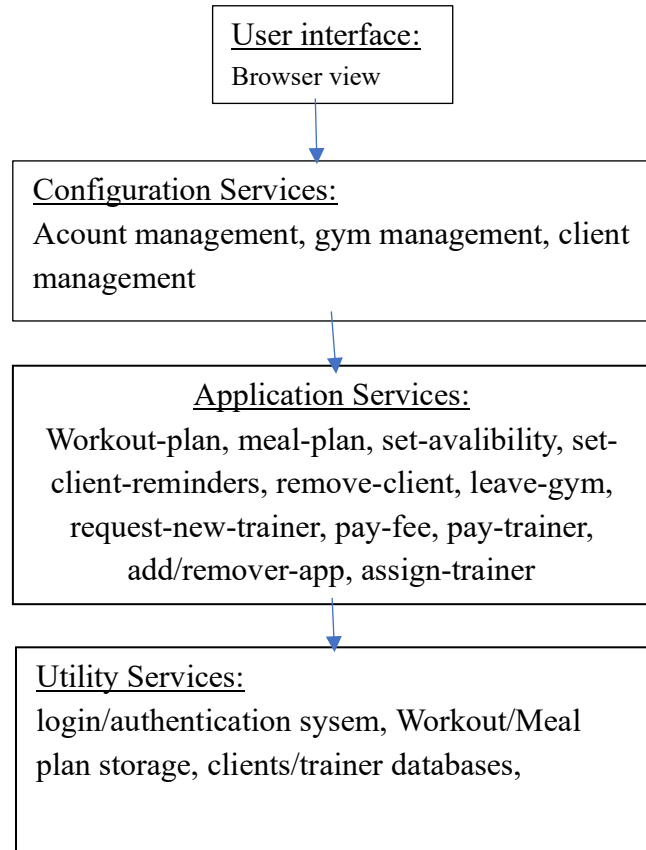 User interface:
Browser view
Configuration Services:
Acount management, gym management, client
management
Application Services:
Workout-plan, meal-plan, set-avalibility, set-
client-reminders, remove-client, leave-gym,
request-new-trainer, pay-fee, pay-trainer,
add/remover-app, assign-trainer
Utility Services:
login/authentication sysem, Workout/Meal
plan storage, clients/trainer databases,